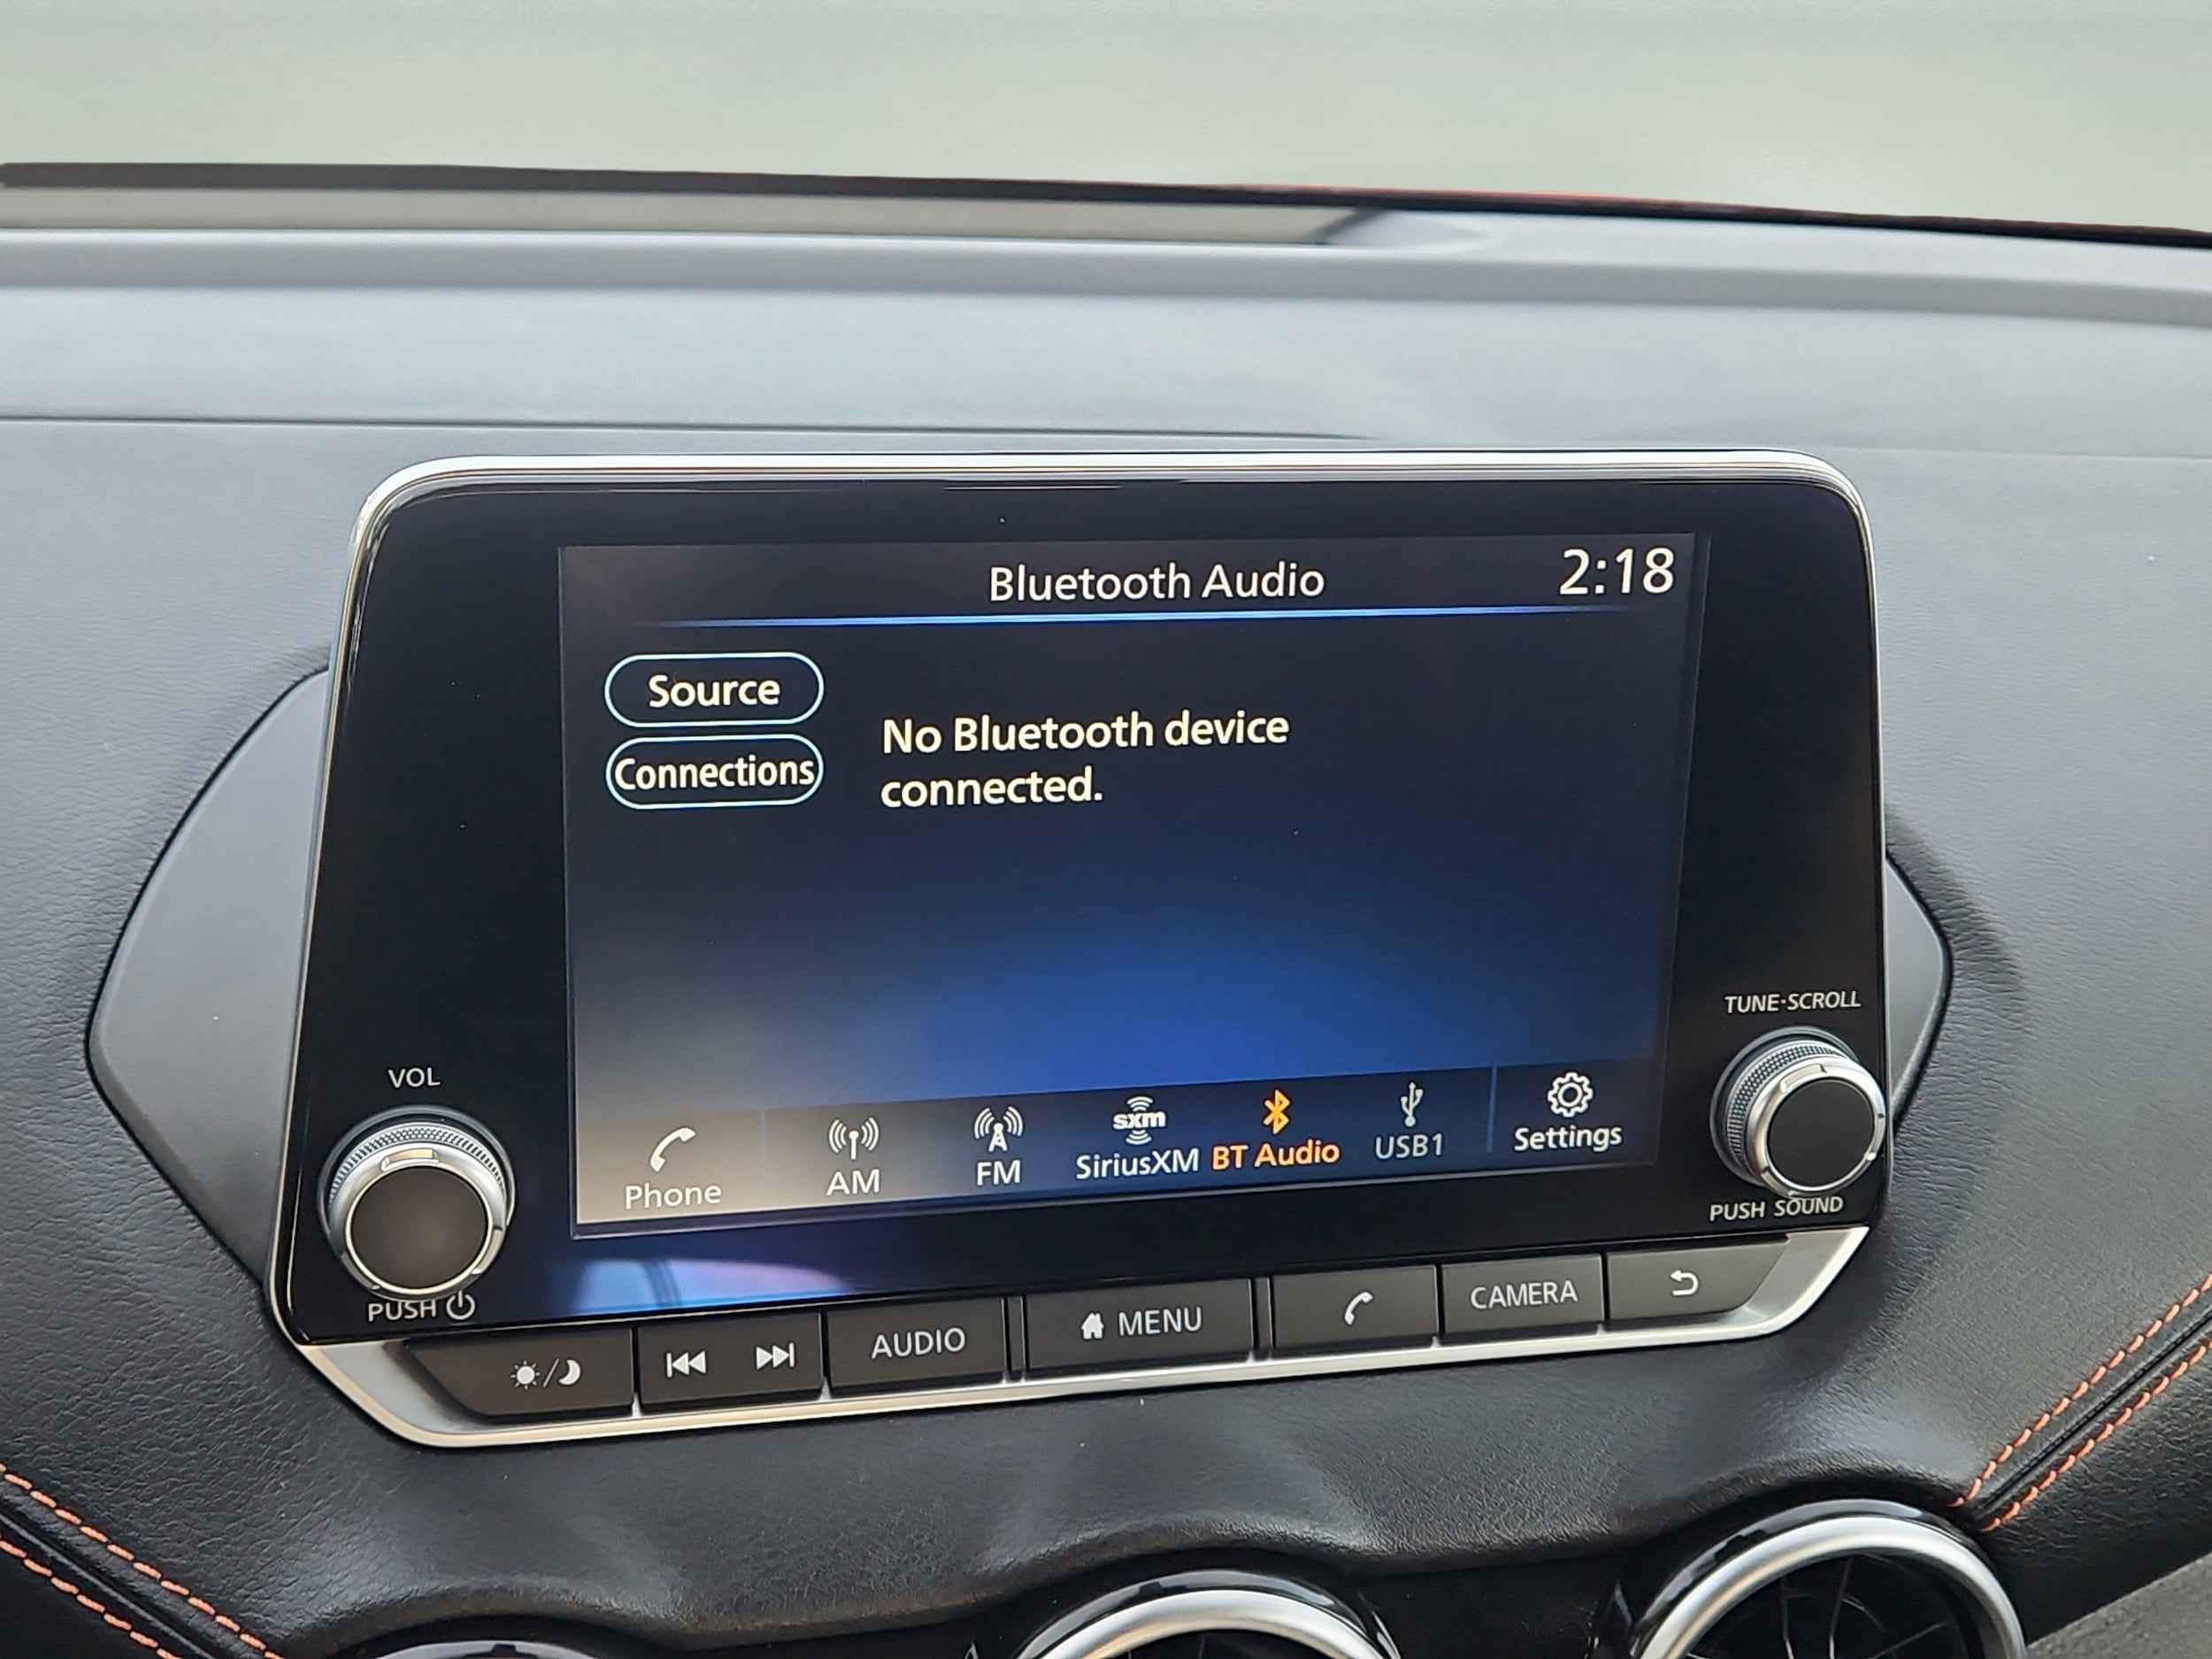 Bluetooth Audio
2:18
Source
Connections
No Bluetooth device
connected.
TUNE·SCROLL
VOL
Phone
AM
FM
sxm
SiriusXM
BT Audio
USB1
Settings
PUSH SOUND
PUSH
AUDIO
MENU
CAMERA